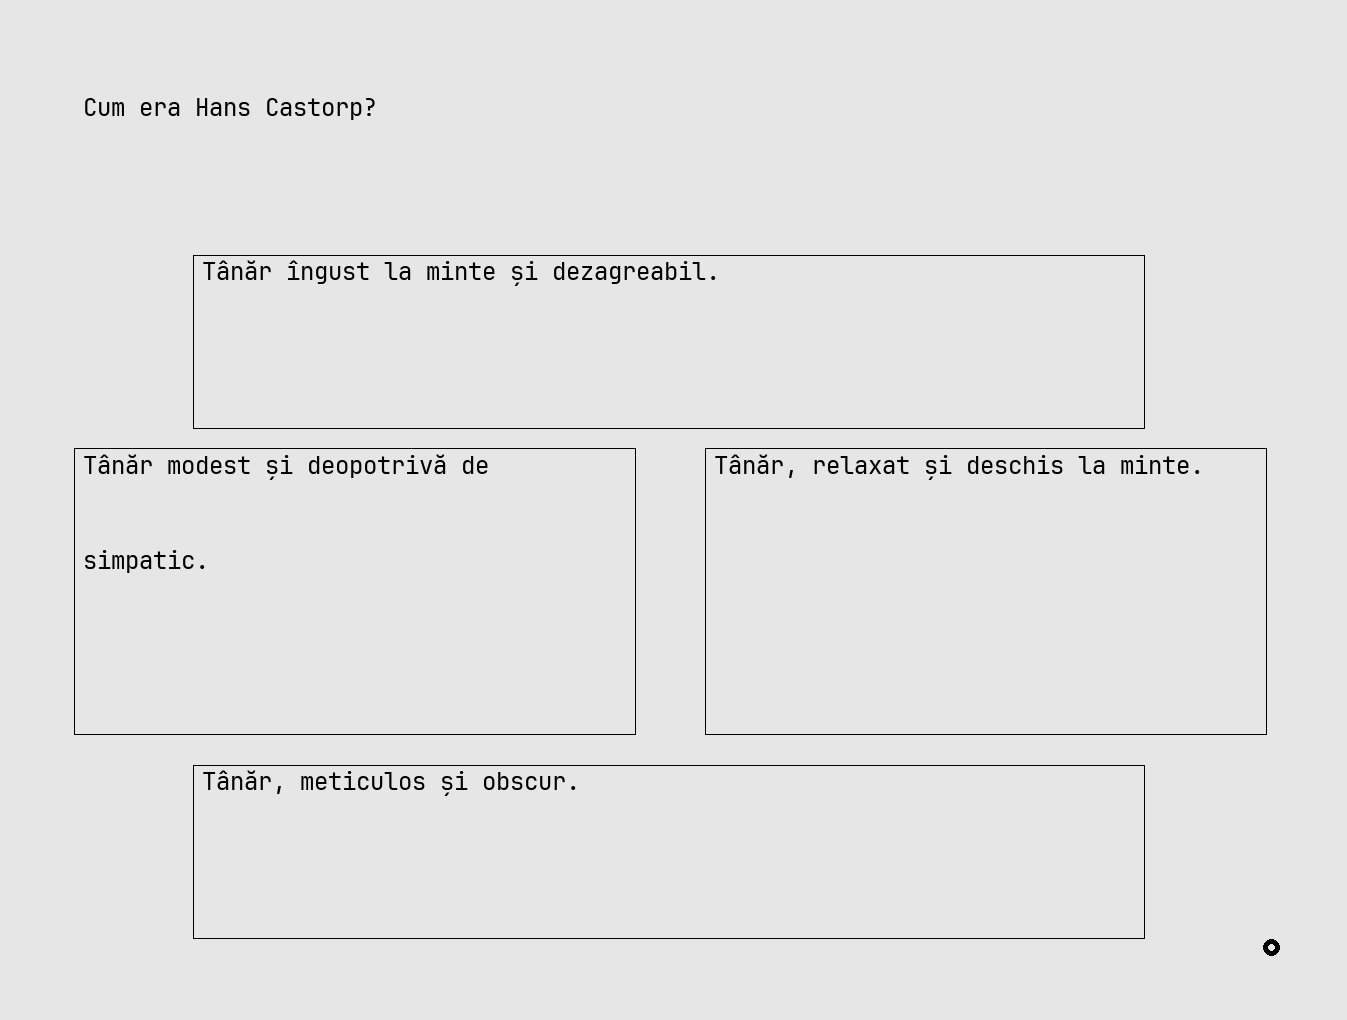 Cum era Hans Castorp?
Tânăr îngust la minte și dezagreabil.
Tânăr modest și deopotrivă de
simpatic.
Tânăr, relaxat și deschis la minte.
Tânăr, meticulos și obscur.